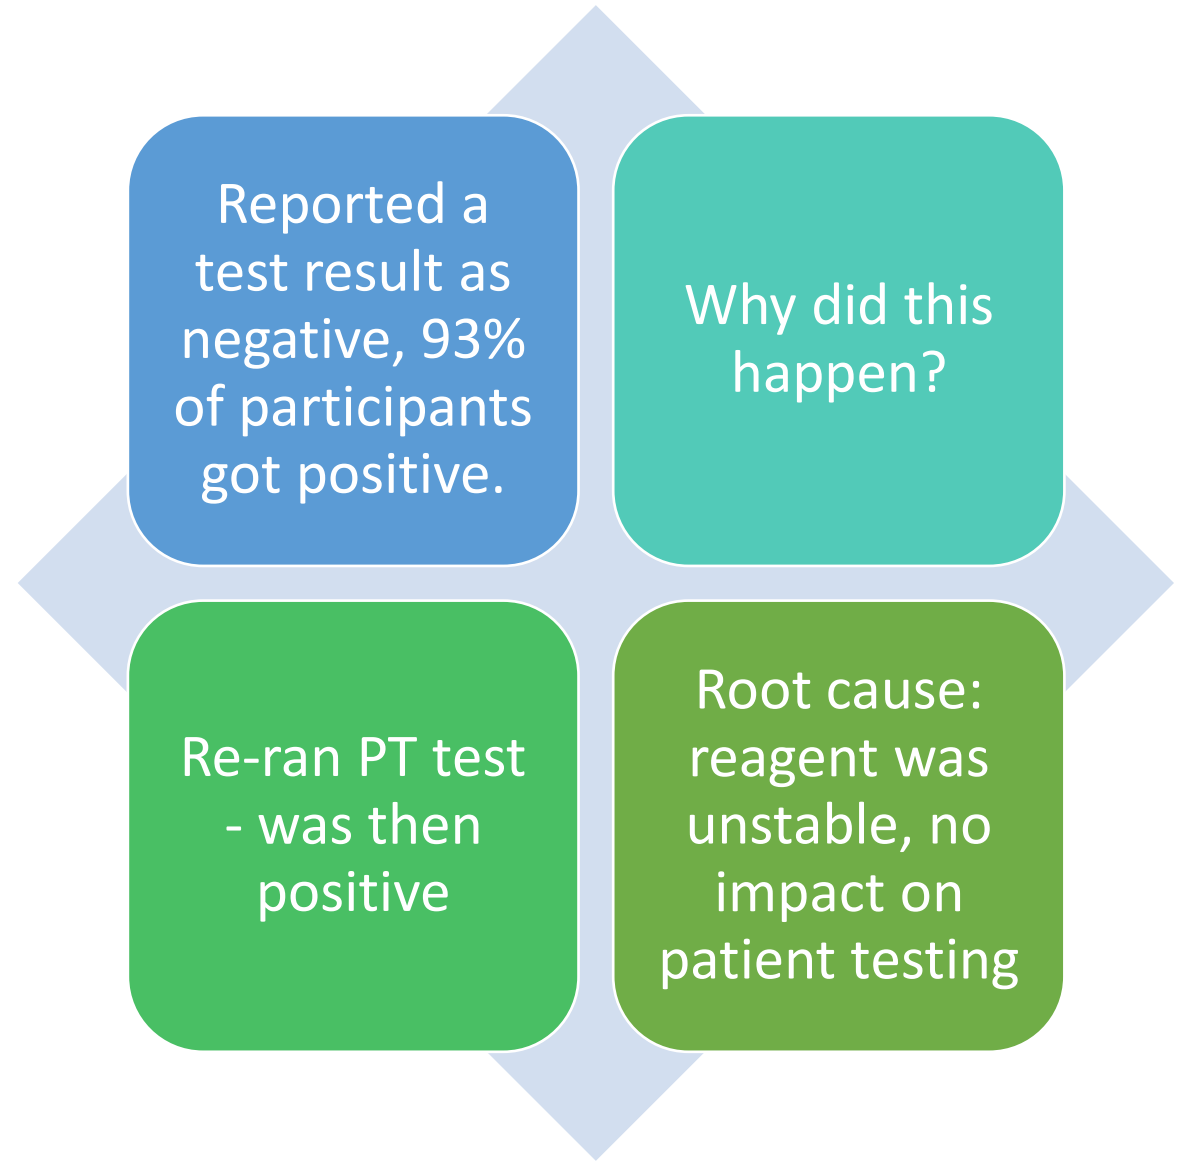 Reported a
test result as
negative, 93%
of participants
got positive.
Why did this
happen?
Re-ran PT test
- was then
positive
Root cause:
reagent was
unstable, no
impact on
patient testing